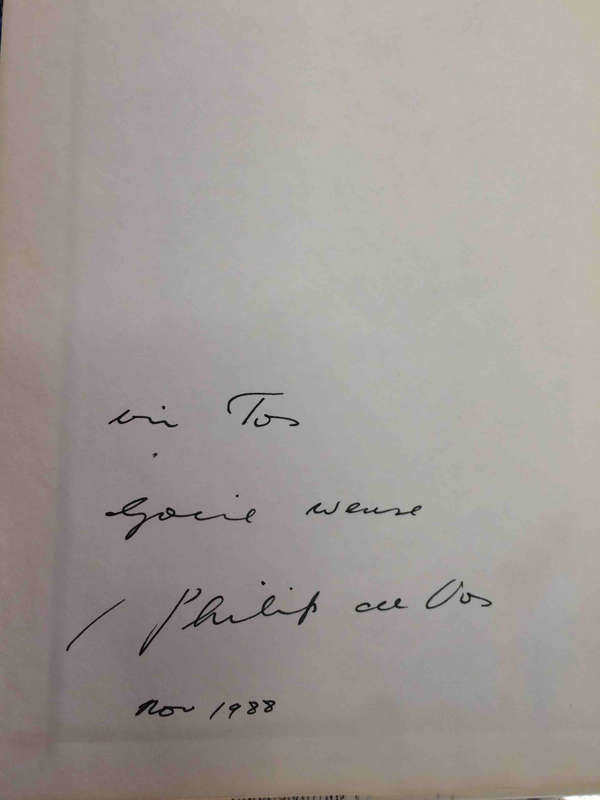 vir Tos
Goeie wense
Philip de Vos
Nov 1988